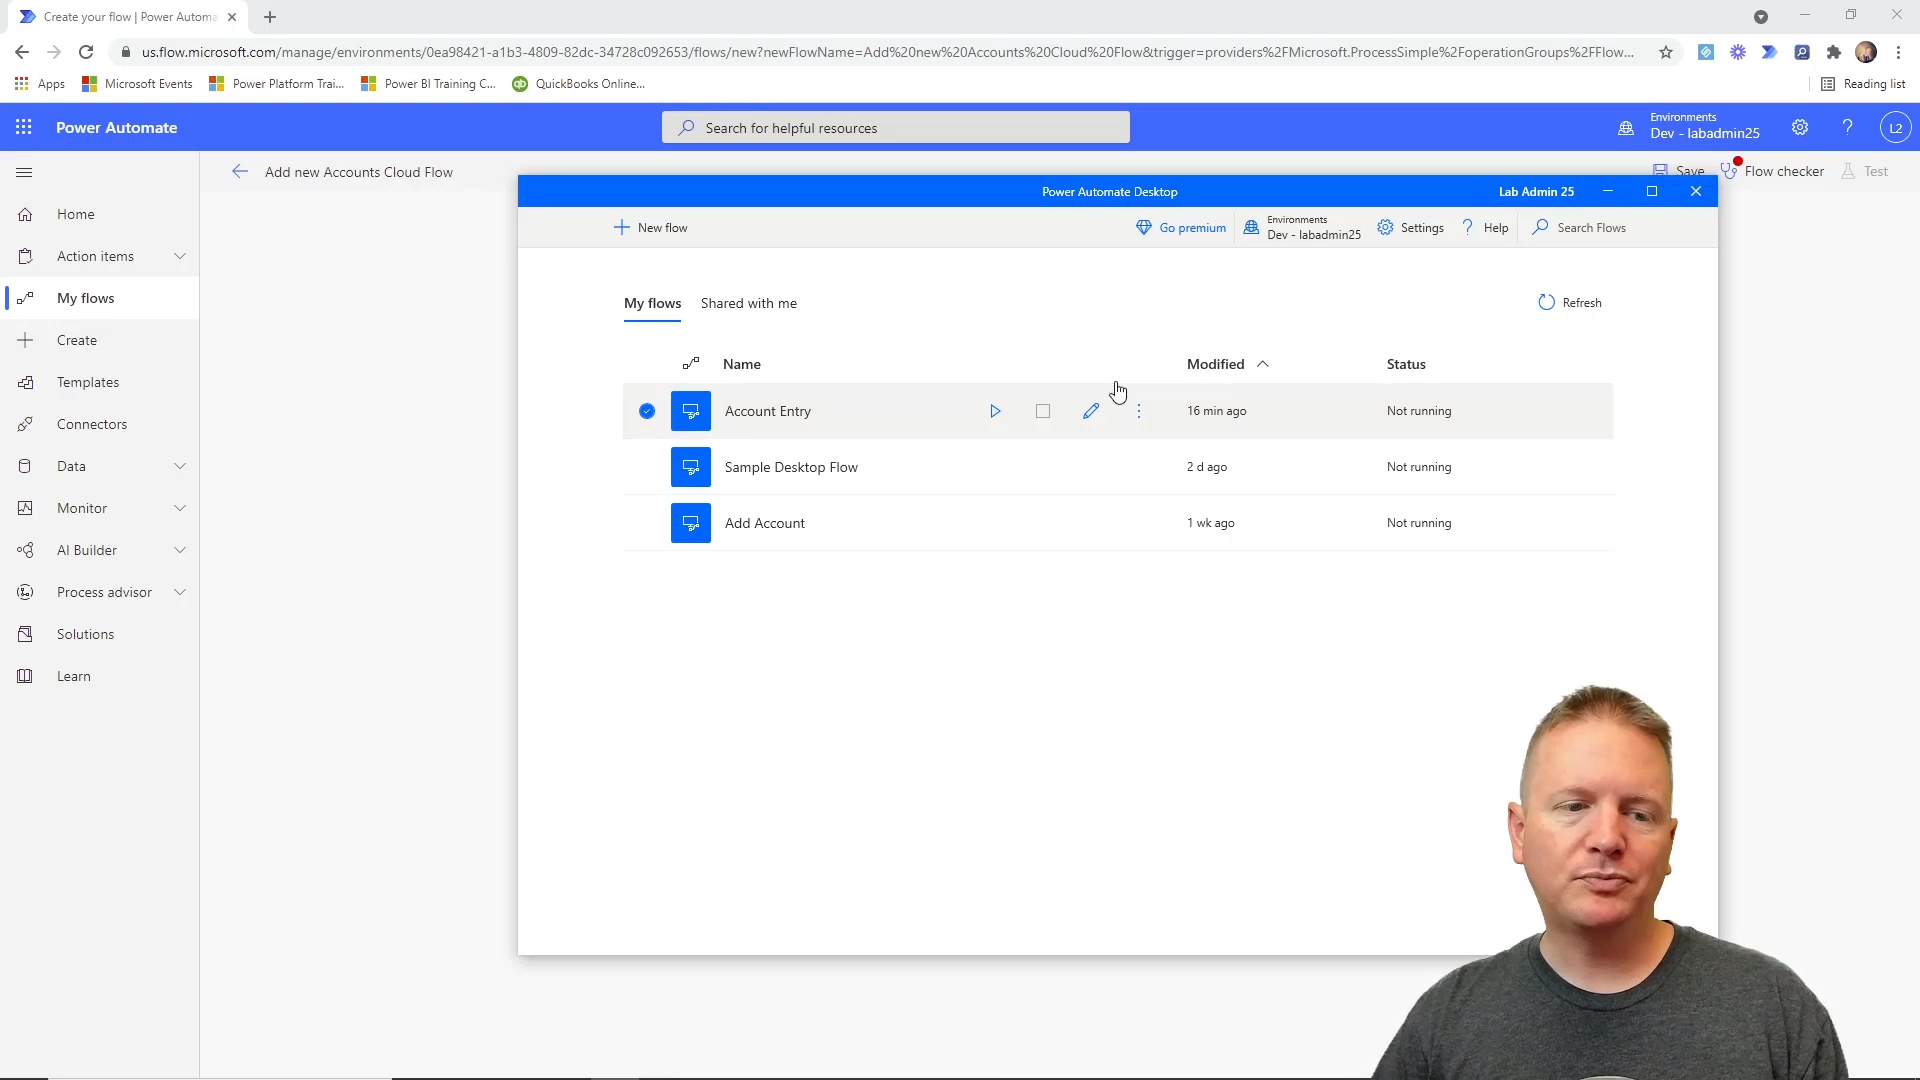 Create your flow | Power Automa
us.flow.microsoft.com/manage/environments/0ea98421-a1b3-4809-82dc-34728c092653/flows/new?newFlowName=Add%20new%20Accounts%20Cloud%20Flow&trigger=providers%2FMicrosoft.ProcessSimple%2FoperationGroups%2FFlow...
Apps
Microsoft Events
Power Platform Trai...
Power BI Training C...
qb
QuickBooks Online...
Reading list
Power Automate
Search for helpful resources
Environments
Dev - labadmin25
?
L2
Add new Accounts Cloud Flow
Save
Flow checker
Test
Home
Action items
My flows
Create
Templates
Connectors
Data
Monitor
AI Builder
Process advisor
Solutions
Learn
Power Automate Desktop
Lab Admin 25
New flow
Go premium
Environments
Dev - labadmin25
Settings
? Help
Search Flows
My flows
Shared with me
Refresh
Name
Modified
Status
Account Entry
16 min ago
Not running
Sample Desktop Flow
2 d ago
Not running
Add Account
1 wk ago
Not running